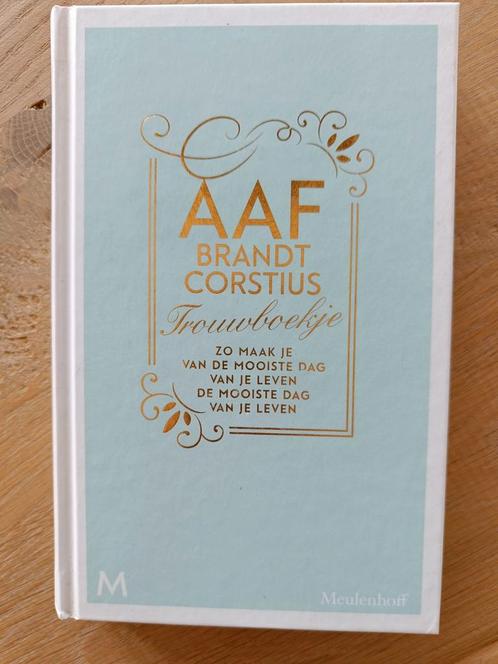 AAF
BRANDT
CORSTIUS
Trouwboekje
ZO MAAK JE
VAN DE MOOISTE DAG
VAN JE LEVEN
DE MOOISTE DAG
VAN JE LEVEN
M
Meulenhoff